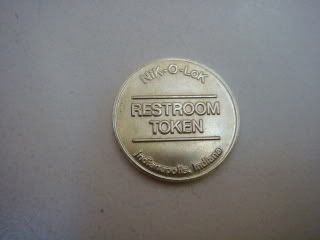 NiK-O-LoK
RESTROOM
TOKEN
Indianapolis, Indiana